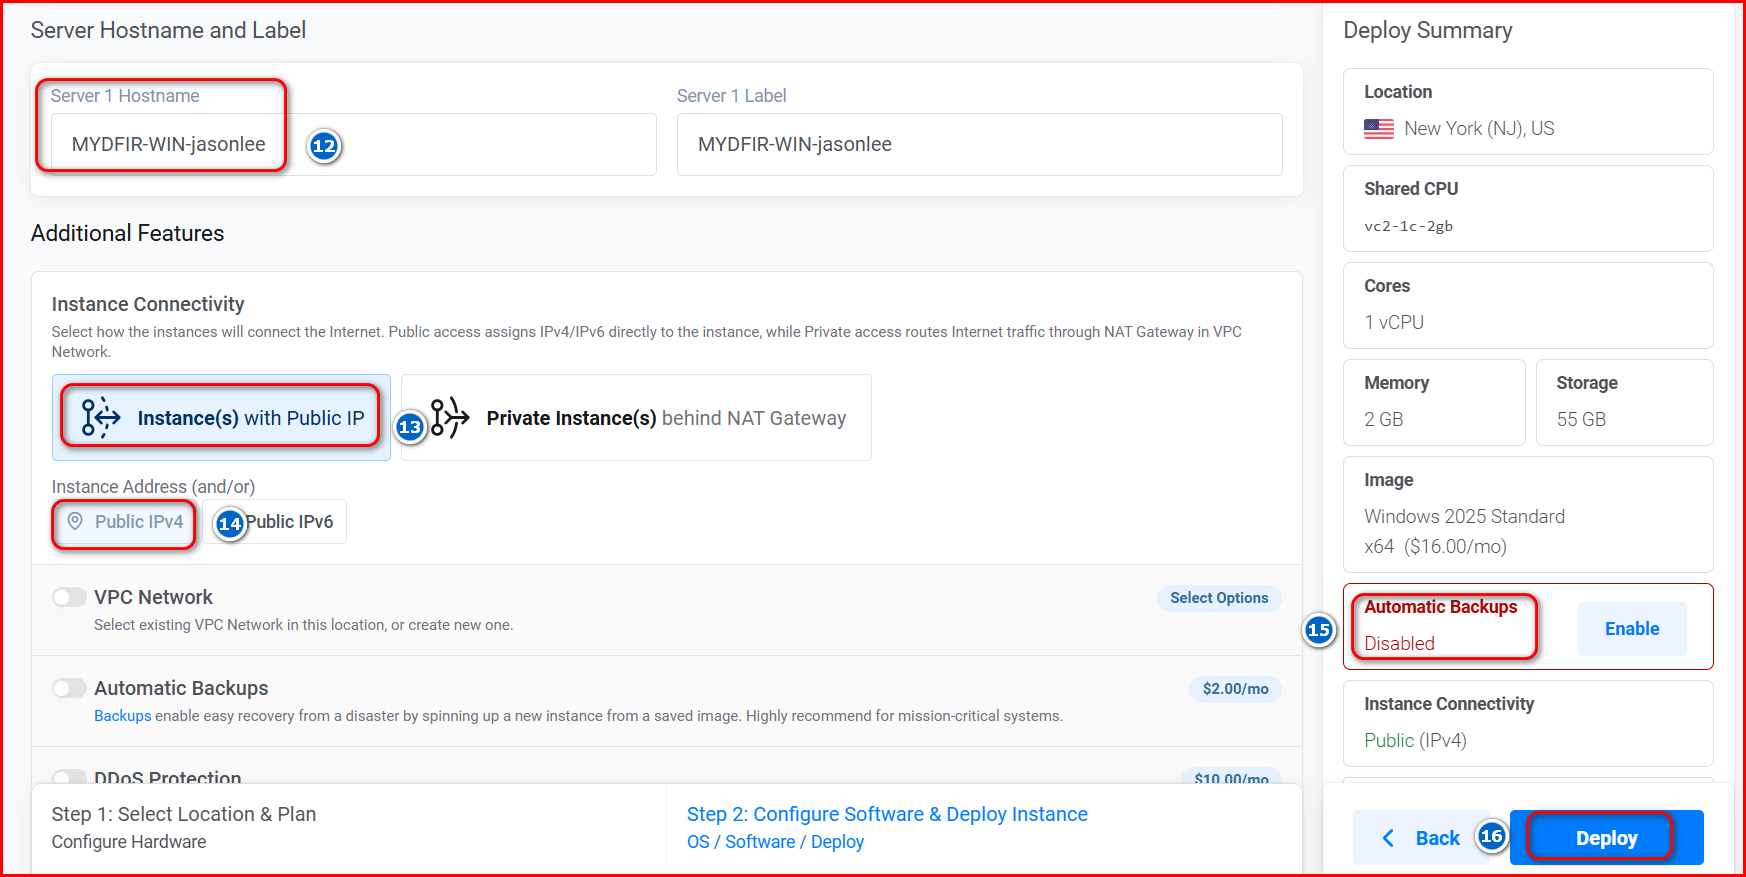 Server Hostname and Label
Server 1 Hostname
MYDFIR-WIN-jasonlee
12
Server 1 Label
MYDFIR-WIN-jasonlee
Additional Features
Instance Connectivity
Select how the instances will connect the Internet. Public access assigns IPv4/IPv6 directly to the instance, while Private access routes Internet traffic through NAT Gateway in VPC
Network.
Instance(s) with Public IP
13
Private Instance(s) behind NAT Gateway
Instance Address (and/or)
Public IPv4
14
Public IPv6
VPC Network
Select Options
Select existing VPC Network in this location, or create new one.
Automatic Backups
$2.00/mo
Backups enable easy recovery from a disaster by spinning up a new instance from a saved image. Highly recommend for mission-critical systems.
DDoS Protection
$10.00/mo
Step 1: Select Location & Plan
Configure Hardware
Step 2: Configure Software & Deploy Instance
OS / Software / Deploy
Deploy Summary
Location
New York (NJ), US
Shared CPU
vc2-1c-2gb
Cores
1 vCPU
Memory
2 GB
Storage
55 GB
Image
Windows 2025 Standard
x64 ($16.00/mo)
15
Automatic Backups
Disabled
Enable
Instance Connectivity
Public (IPv4)
Back
16
Deploy